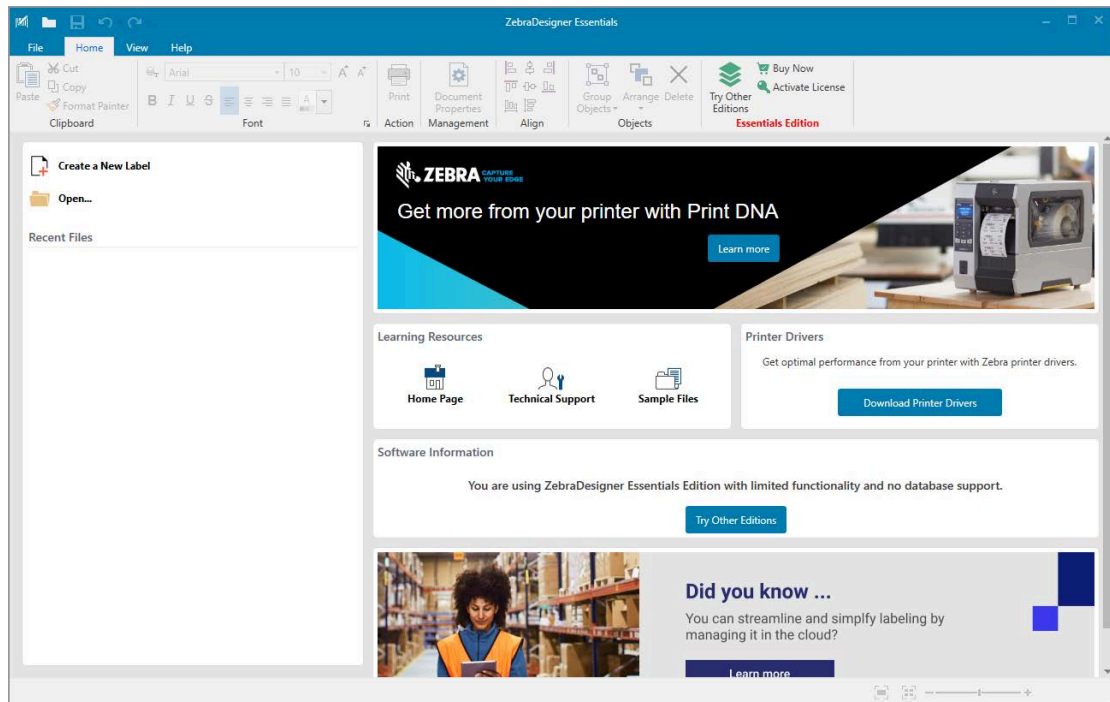 ZebraDesigner Essentials
File Home View Help
Paste
Cut
Copy
Format Painter
Clipboard
Arial 10 A A
B I U S A
Font
Print
Action
Document
Properties
Management
Align
Group
Objects
Arrange
Delete
Objects
Try Other
Editions
Buy Now
Activate License
Essentials Edition
Create a New Label
Open...
Recent Files
ZEBRA CAPTURE
YOUR EDGE
Get more from your printer with Print DNA
Learn more
Learning Resources
Home Page Technical Support Sample Files
Printer Drivers
Get optimal performance from your printer with Zebra printer drivers.
Download Printer Drivers
Software Information
You are using ZebraDesigner Essentials Edition with limited functionality and no database support.
Try Other Editions
Did you know ...
You can streamline and simplfy labeling by
managing it in the cloud?
Learn more